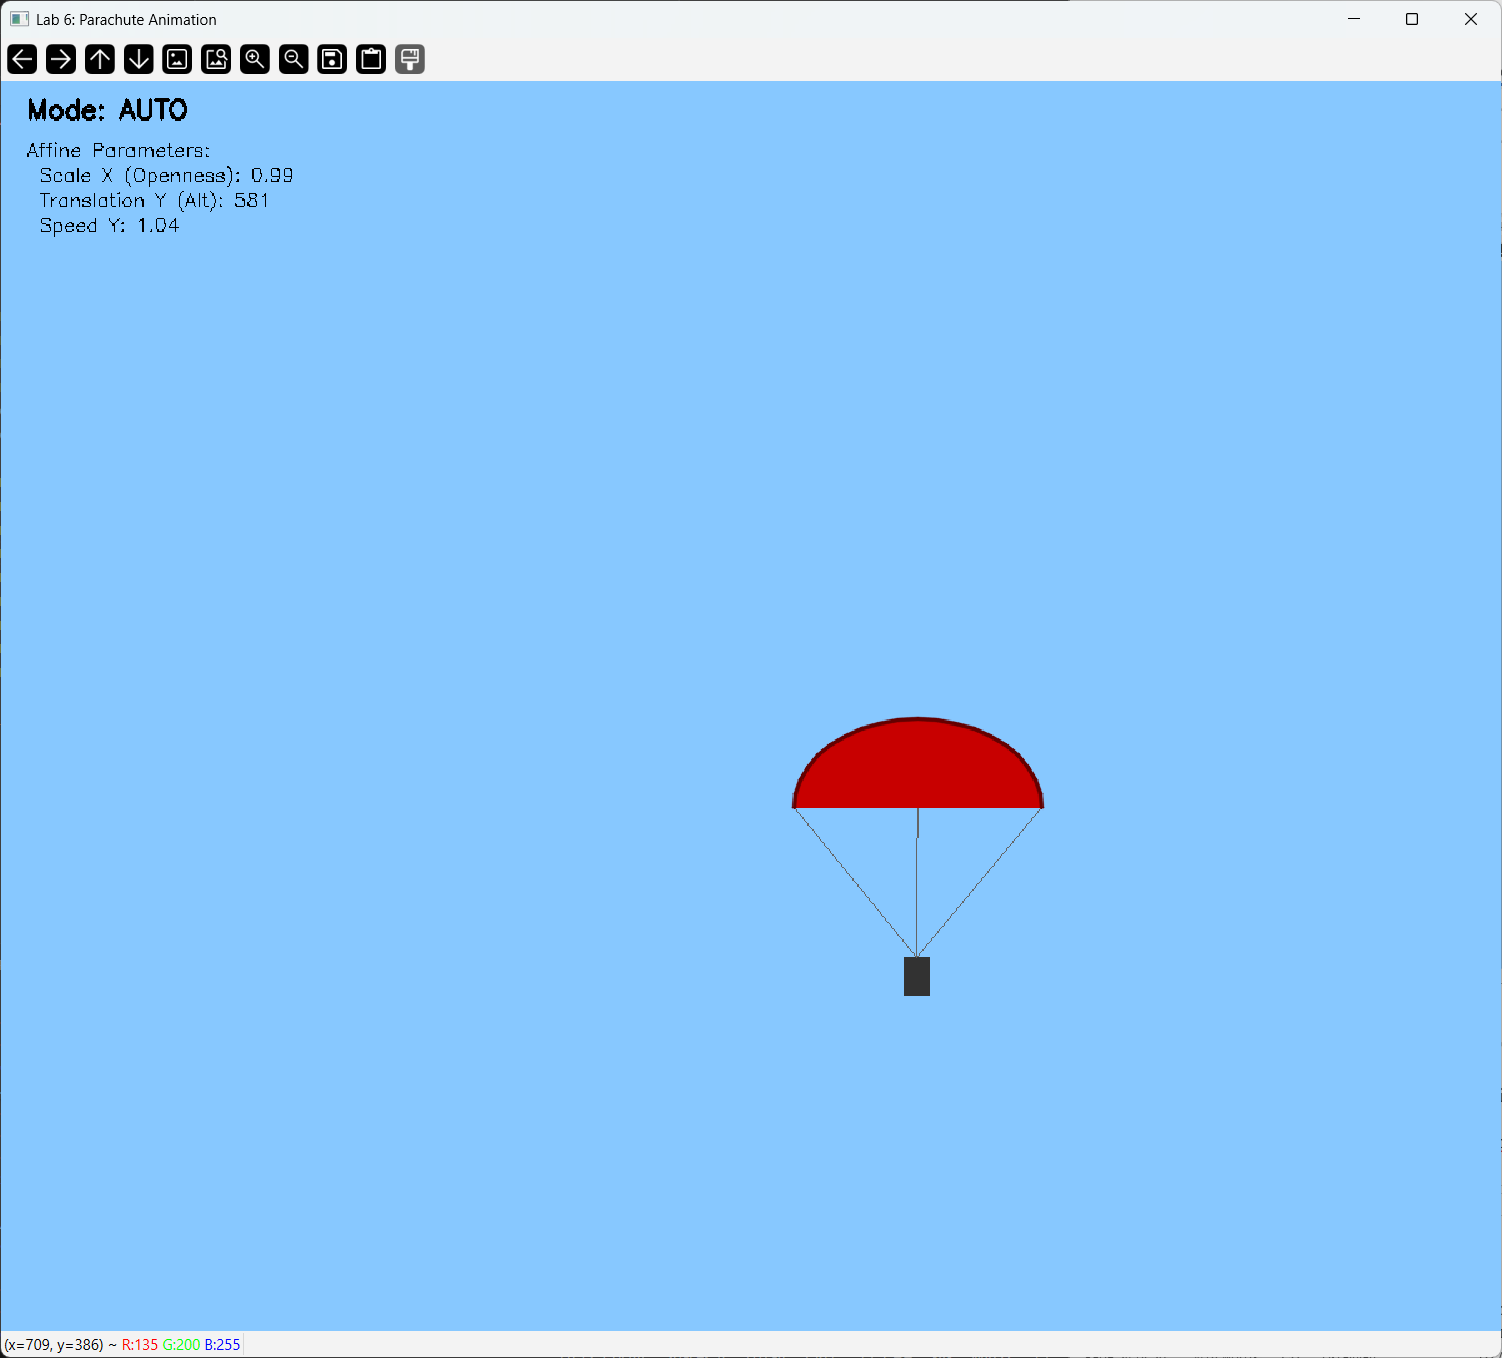 Lab 6: Parachute Animation
Mode: AUTO
Affine Parameters:
Scale X (Openness): 0.99
Translation Y (Alt): 581
Speed Y: 1.04
(x=709, y=386) ~ R:135 G:200 B:255